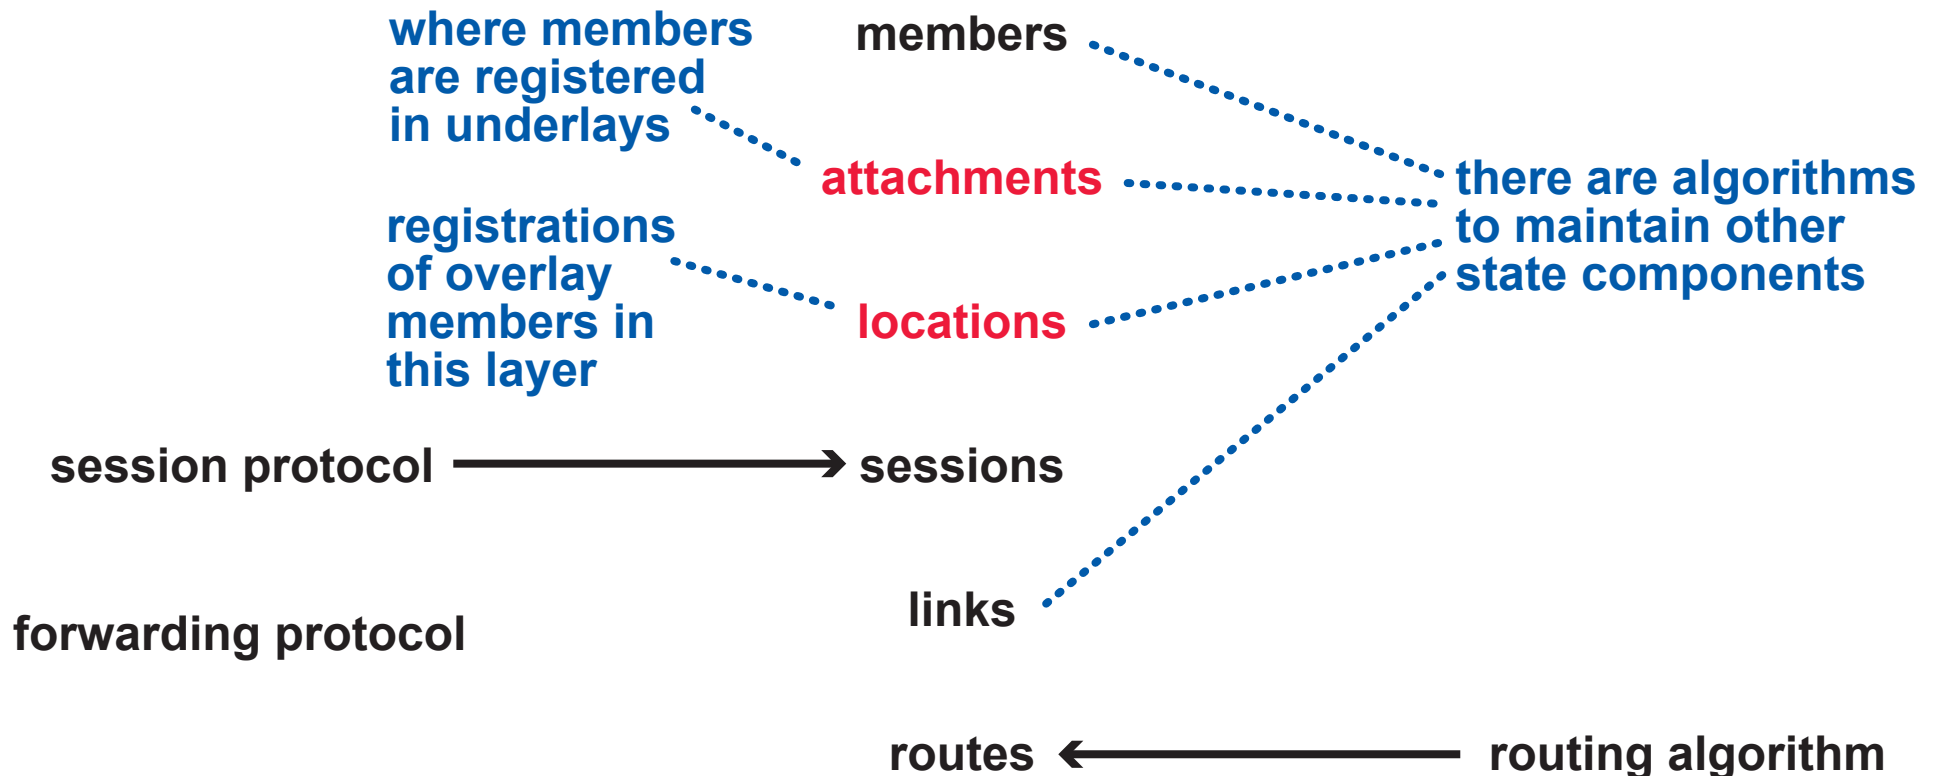 where members
are registered
in underlays
members
attachments
registrations
of overlay
members in
this layer
locations
there are algorithms
to maintain other
state components
session protocol
sessions
links
forwarding protocol
routes
routing algorithm